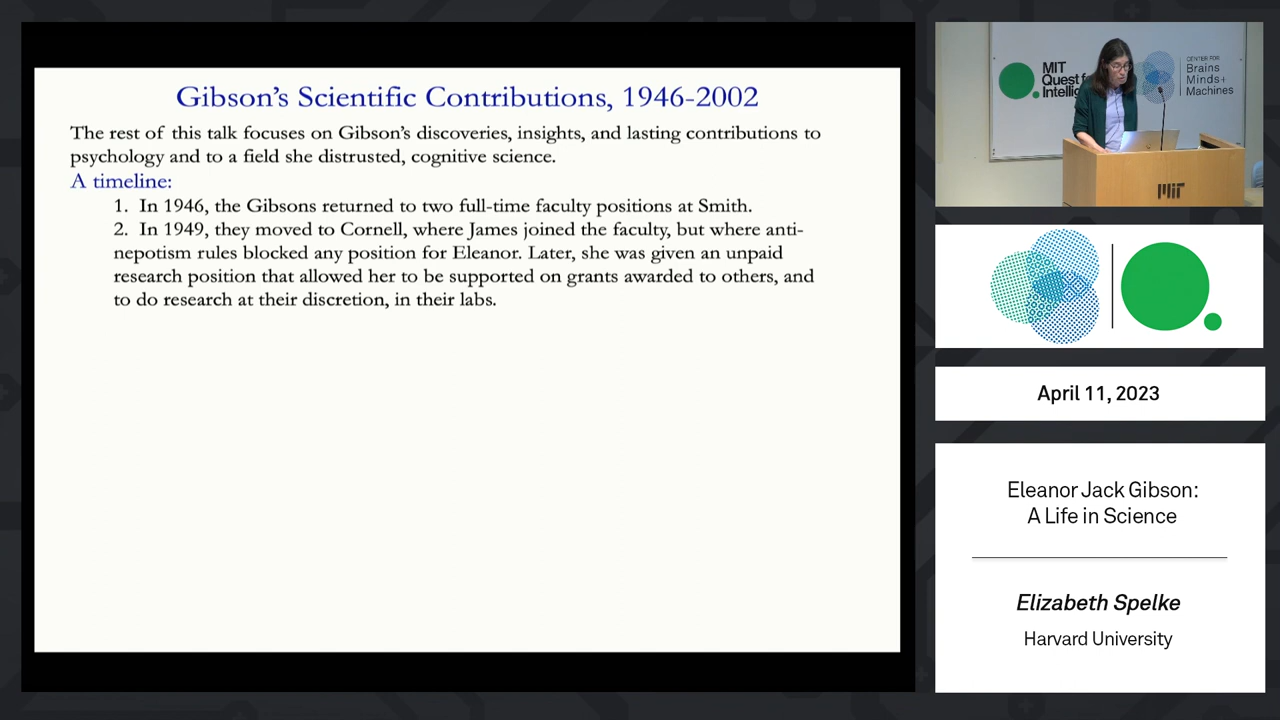 Gibson's Scientific Contributions, 1946-2002
The rest of this talk focuses on Gibson's discoveries, insights, and lasting contributions to
psychology and to a field she distrusted, cognitive science.
A timeline:
1. In 1946, the Gibsons returned to two full-time faculty positions at Smith.
2. In 1949, they moved to Cornell, where James joined the faculty, but where anti-
nepotism rules blocked any position for Eleanor. Later, she was given an unpaid
research position that allowed her to be supported on grants awarded to others, and
to do research at their discretion, in their labs.
MIT
Quest f
Intellig
CENTER FOR
Brains
Minds+
Machines
MIT
April 11, 2023
Eleanor Jack Gibson:
A Life in Science
Elizabeth Spelke
Harvard University